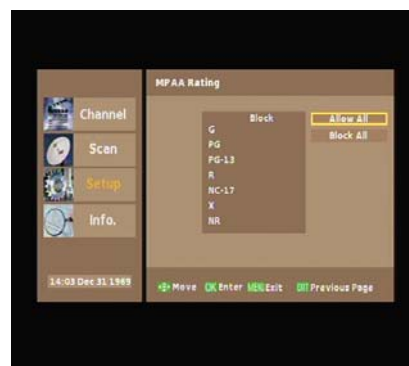 MPAA Rating
Channel
Scan
Setup
Info.
Block
G
PG
PG-13
R
NC-17
X
NR
Allow All
Block All
14:03 Dec 31 1969
Move OK Enter MENU Exit EXIT Previous Page